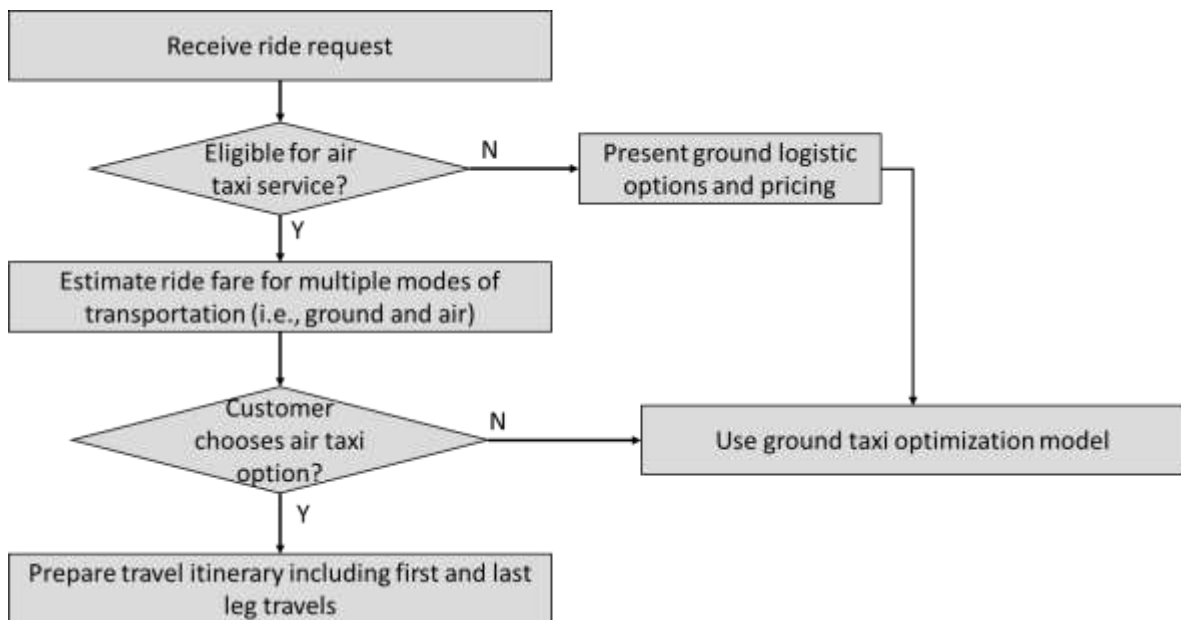 Receive ride request
Eligible for air
taxi service?
N
Present ground logistic
options and pricing
Y
Estimate ride fare for multiple modes of
transportation (i.e., ground and air)
Customer
chooses air taxi
option?
N
Use ground taxi optimization model
Y
Prepare travel itinerary including first and last
leg travels